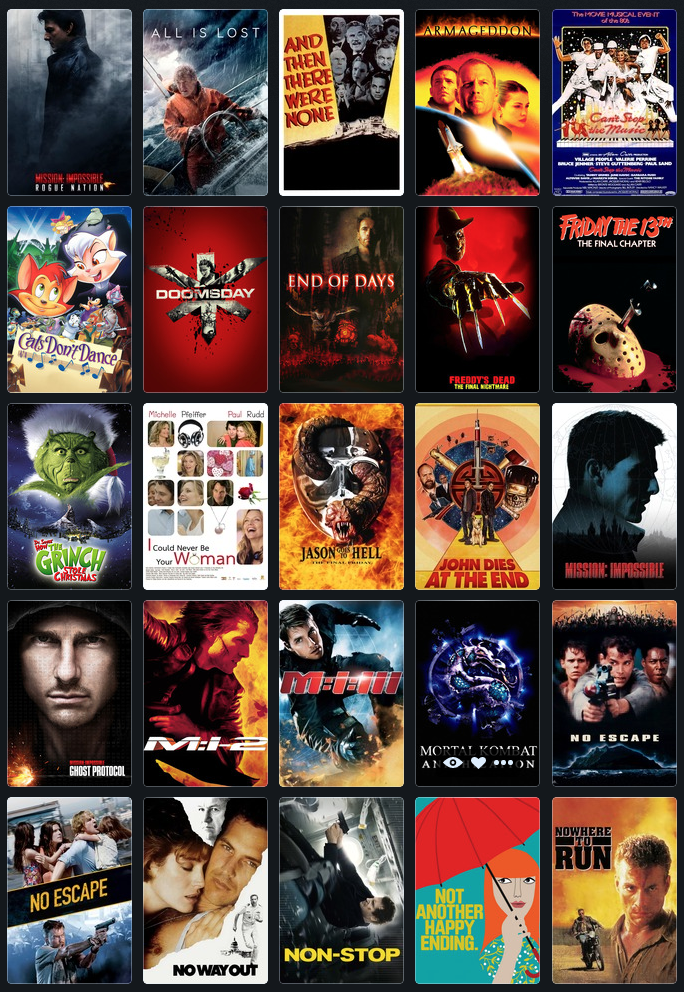 MISSION: IMPOSSIBLE
ROGUE NATION
ALL IS LOST
AND
THEN
THERE
WERE
NONE
ARMAGEDDON
The MOVIE MUSICAL EVENT
of the 80s
Can't Stop
the Music
VILLAGE PEOPLE · VALERIE PERRINE
BRUCE JENNER · STEVE GUTTENBERG · PAUL SAND
Cats Don't Dance
DOOMSDAY
END OF DAYS
FREDDY'S DEAD
THE FINAL NIGHTMARE
FRIDAY THE 13TH
THE FINAL CHAPTER
Dr. Seuss'
HOW THE
GRINCH
STOLE
CHRISTMAS
Michelle Pfeiffer Paul Rudd
I Could Never Be
Your Woman
JASON GOES TO HELL
THE FINAL FRIDAY
JOHN DIES
AT THE END
MISSION: IMPOSSIBLE
MISSION: IMPOSSIBLE
GHOST PROTOCOL
M:I-2
M:I:III
MORTAL KOMBAT
AN ON
NO ESCAPE
NO ESCAPE
NO WAY OUT
NON-STOP
NOT
ANOTHER
HAPPY
ENDING.
NOWHERE
TO
RUN